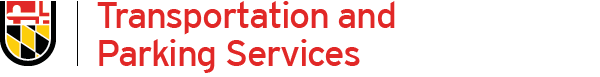 Transportation and
Parking Services